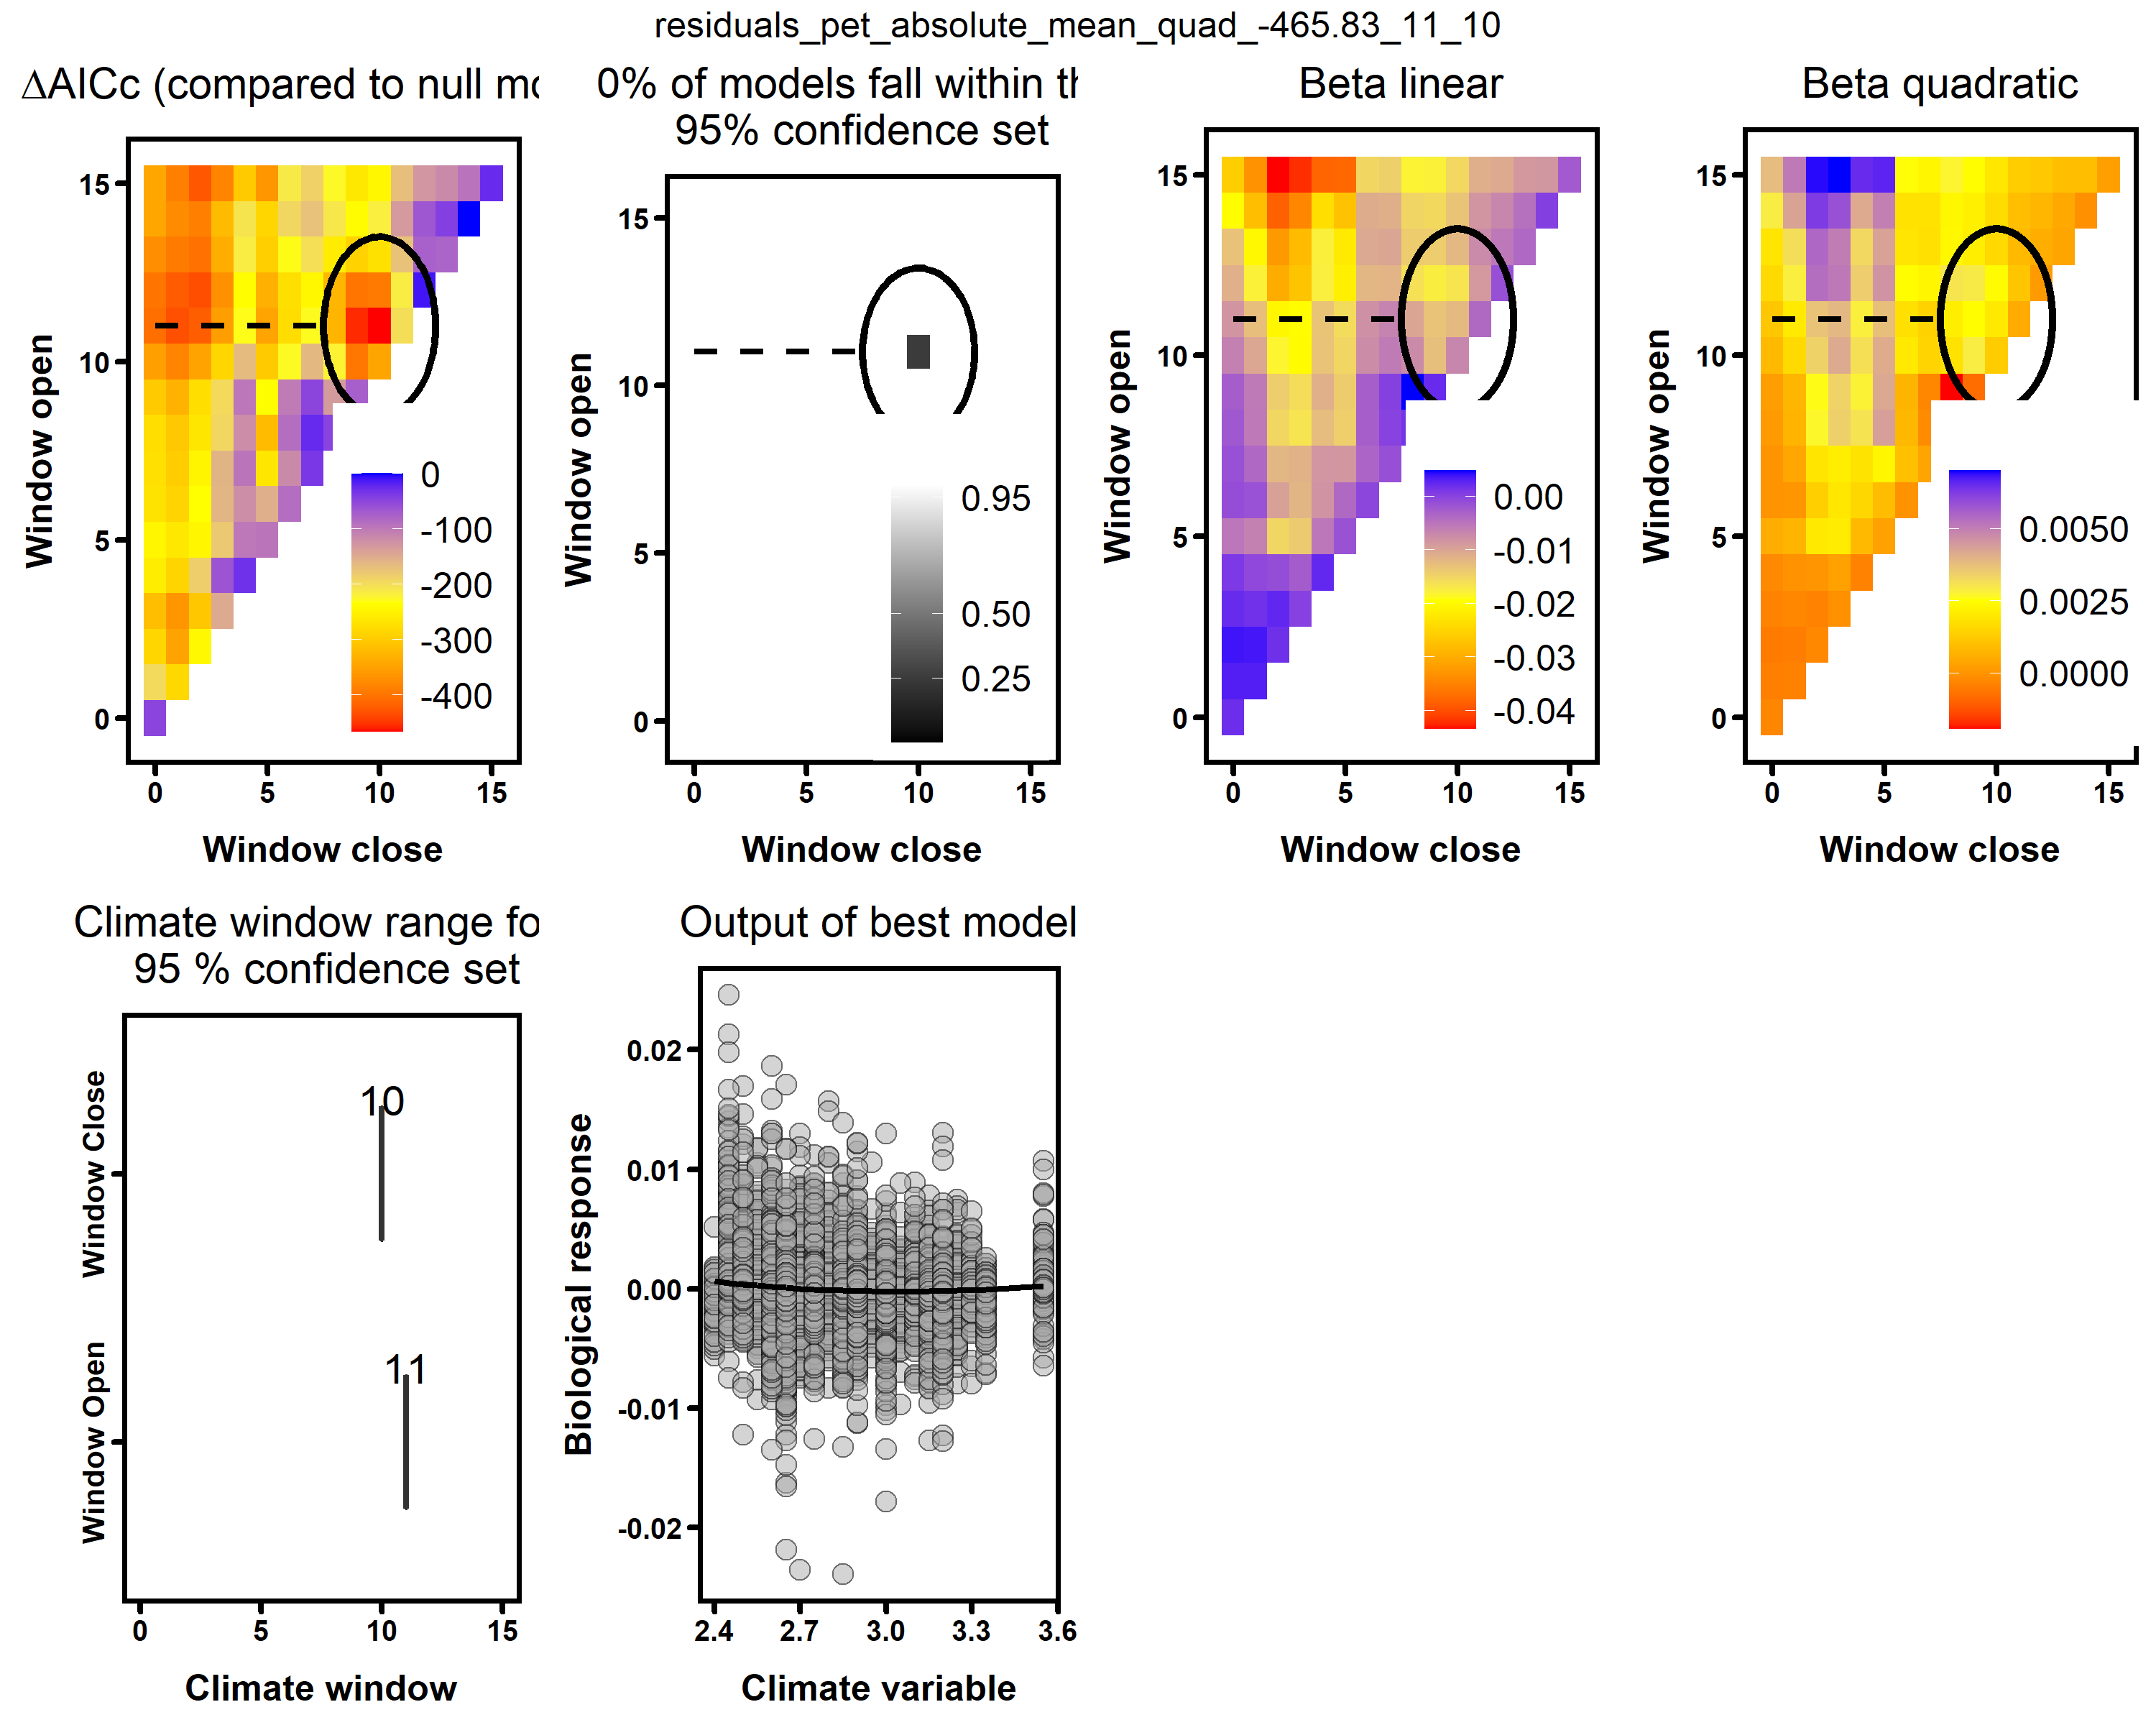 residuals_pet_absolute_mean_quad_-465.83_11_10
ΔAICc (compared to null mo
15
10
5
0
0
5
10
15
Window open
Window close
0
-100
-200
-300
-400
0% of models fall within th
95% confidence set
15
10
5
0
0
5
10
15
Window open
Window close
0.95
0.50
0.25
Beta linear
15
10
5
0
0
5
10
15
Window open
Window close
0.00
-0.01
-0.02
-0.03
-0.04
Beta quadratic
15
10
5
0
0
5
10
15
Window open
Window close
0.0050
0.0025
0.0000
Climate window range fo
95 % confidence set
Window Close
Window Open
10
11
0
5
10
15
Climate window
Output of best model
Biological response
0.02
0.01
0.00
-0.01
-0.02
2.4
2.7
3.0
3.3
3.6
Climate variable